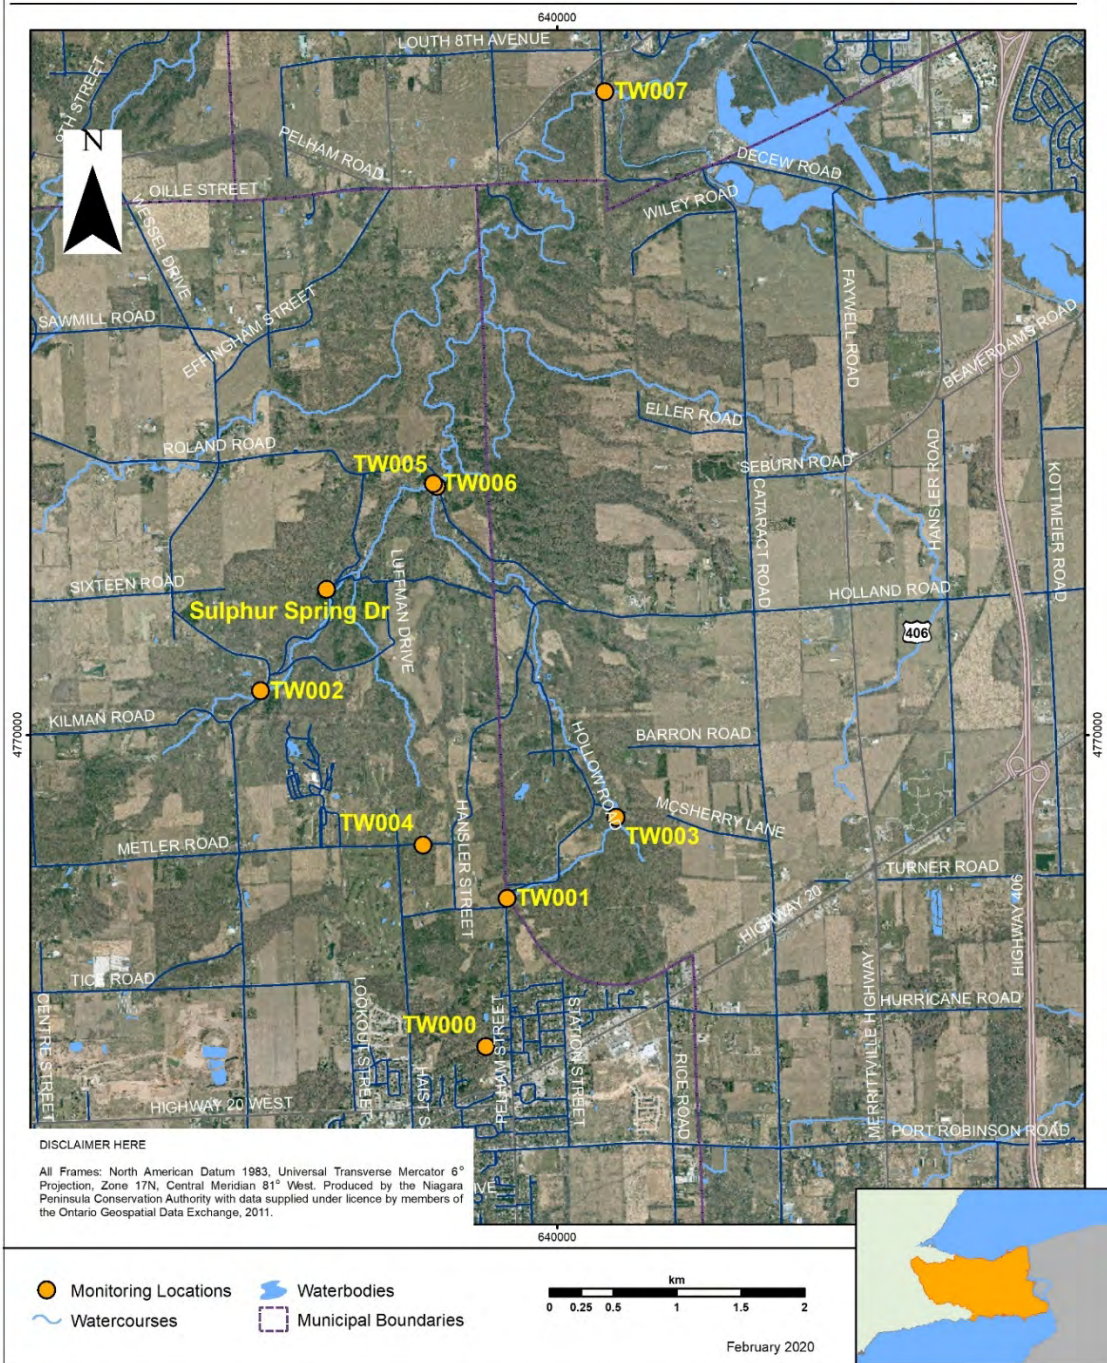 640000
LOUTH 8TH AVENUE
8TH STREET
TW007
N
PELHAM ROAD
DECEW ROAD
OILLE STREET
WESSEL DRIVE
WILEY ROAD
FAYWELL ROAD
SAWMILL ROAD
EFFINGHAM STREET
BEAVERDAMS ROAD
ELLER ROAD
ROLAND ROAD
TW005
TW006
SEBURN ROAD
CATARACT ROAD
HANSLER ROAD
KOTTMEIER ROAD
SIXTEEN ROAD
LUFFMAN DRIVE
HOLLAND ROAD
Sulphur Spring Dr
406
TW002
KILMAN ROAD
4770000
4770000
HOLLOW ROAD
BARRON ROAD
TW004
MCSHERRY LANE
METLER ROAD
HANSLER STREET
TW003
TURNER ROAD
TW001
HIGHWAY 20
HIGHWAY 406
TICE ROAD
CENTRE STREET
LOOKOUT STREET
TW000
PELHAM STREET
STATION STREET
MERRITTVILLE HIGHWAY
HURRICANE ROAD
HAIST S
RICE ROAD
HIGHWAY 20 WEST
PORT ROBINSON ROAD
DISCLAIMER HERE
All Frames: North American Datum 1983, Universal Transverse Mercator 6°
Projection, Zone 17N, Central Meridian 81° West. Produced by the Niagara
Peninsula Conservation Authority with data supplied under licence by members of
the Ontario Geospatial Data Exchange, 2011.
IVE
640000
Monitoring Locations
Waterbodies
Watercourses
Municipal Boundaries
km
0 0.25 0.5 1 1.5 2
February 2020